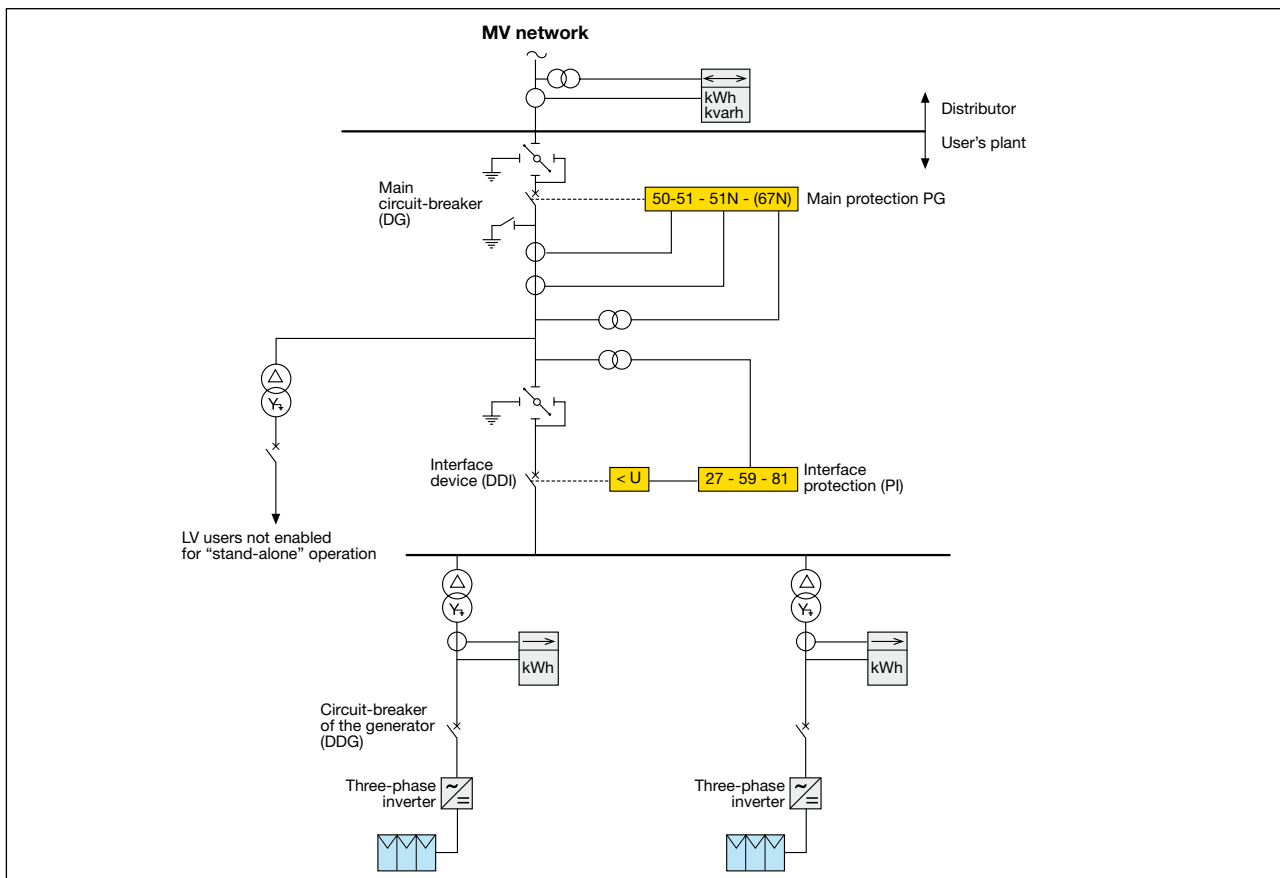 MV network
kWh
kvarh
Distributor
User's plant
Main
circuit-breaker
(DG)
50-51 - 51N - (67N)
Main protection PG
Interface
device (DDI)
< U
27 - 59 - 81
Interface
protection (PI)
LV users not enabled
for “stand-alone” operation
kWh
kWh
Circuit-breaker
of the generator
(DDG)
Three-phase
inverter
Three-phase
inverter